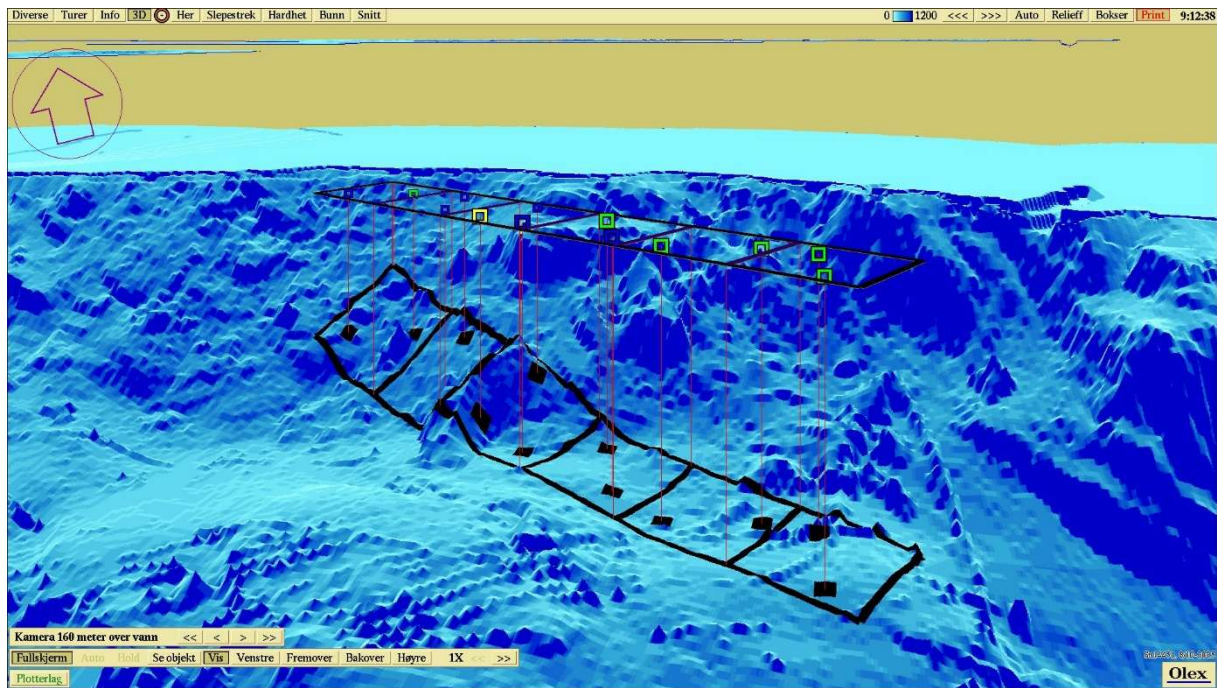 Diverse Turer Info 3D Her Slepestrek Hardhet Bunn Snitt 0 1200 <<< >>> Auto Relieff Bokser Print 9:12:38
Kamera 160 meter over vann << < > >>
Fullskjerm Auto Hold Se objekt Vis Venstre Fremover Bakover Høyre 1X << >>
Plotterlag
Olex